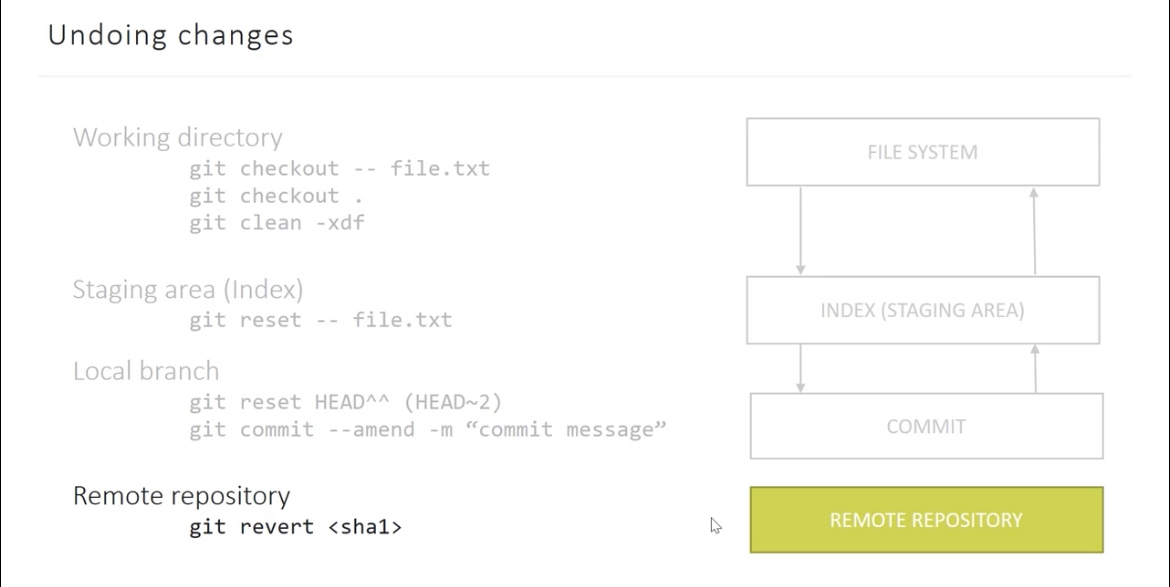 Undoing changes
Working directory
git checkout -- file.txt
git checkout .
git clean -xdf
Staging area (Index)
git reset -- file.txt
Local branch
git reset HEAD^^ (HEAD~2)
git commit --amend -m “commit message”
Remote repository
git revert <sha1>
FILE SYSTEM
INDEX (STAGING AREA)
COMMIT
REMOTE REPOSITORY